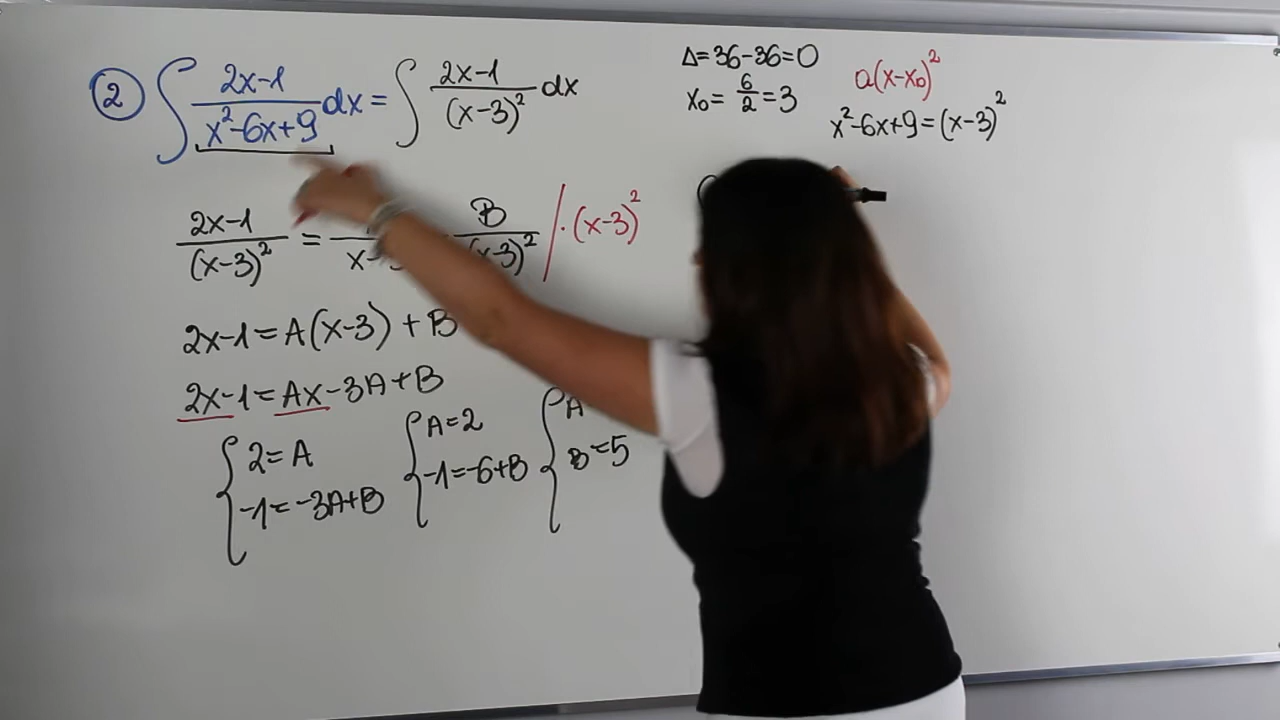 ② ∫ 2x-1/x²-6x+9 dx = ∫ 2x-1/(x-3)² dx
Δ=36-36=0
x₀= 6/2 =3
a(x-x₀)²
x²-6x+9=(x-3)²
2x-1/(x-3)² = /x- B/(x-3)² / ·(x-3)²
2x-1=A(x-3)+B
2x-1=Ax-3A+B
{ 2=A
-1=-3A+B
{ A=2
-1=-6+B
{ A
B=5